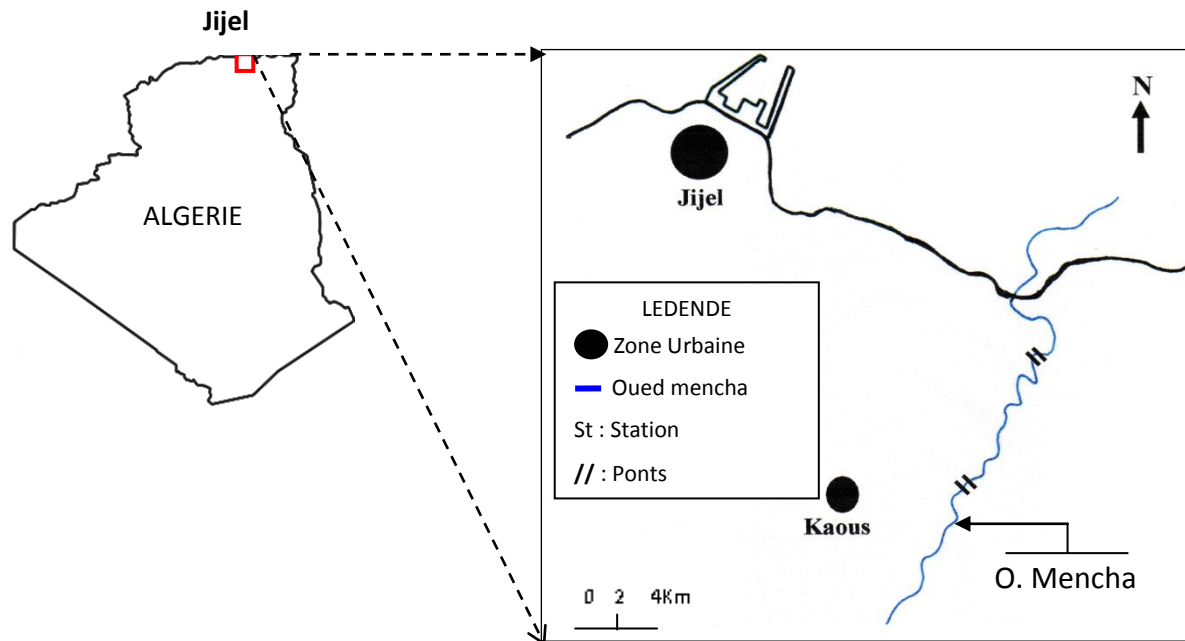 Jijel
ALGERIE
N
Jijel
LEDENDE
Zone Urbaine
Oued mencha
St : Station
// : Ponts
Kaous
O. Mencha
0 2 4Km